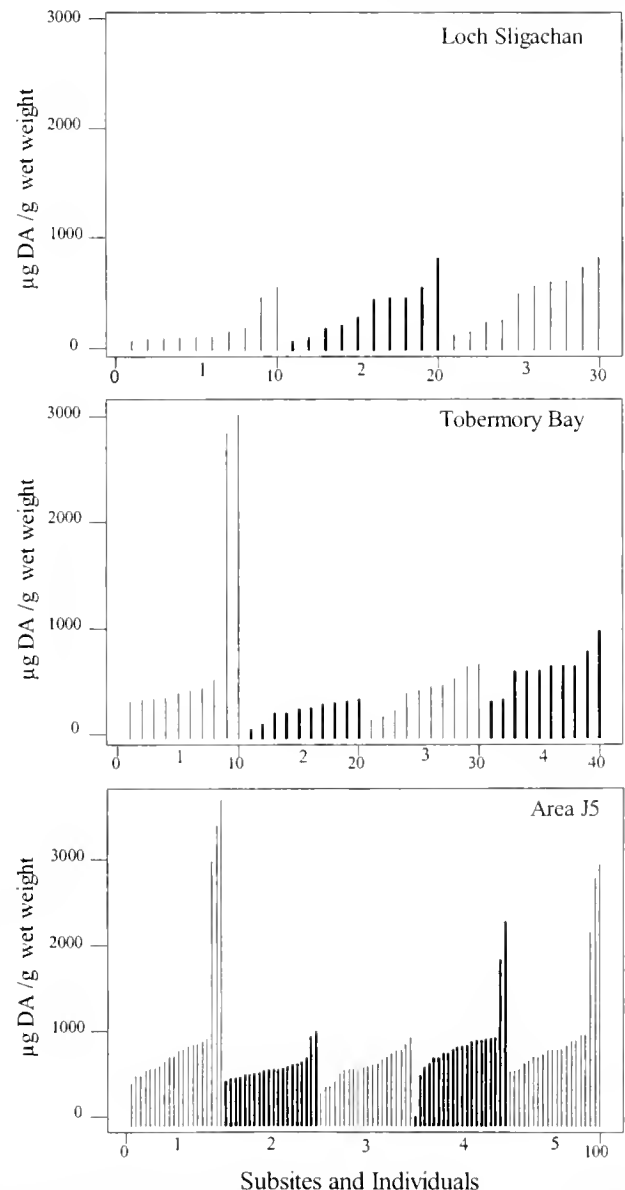 Loch Sligachan
µg DA /g wet weight
3000
2000
1000
0
0 1 10 2 20 3 30
Tobermory Bay
µg DA /g wet weight
3000
2000
1000
0
0 1 10 2 20 3 30 4 40
Area J5
µg DA /g wet weight
3000
2000
1000
0
0 1 2 3 4 5 100
Subsites and Individuals